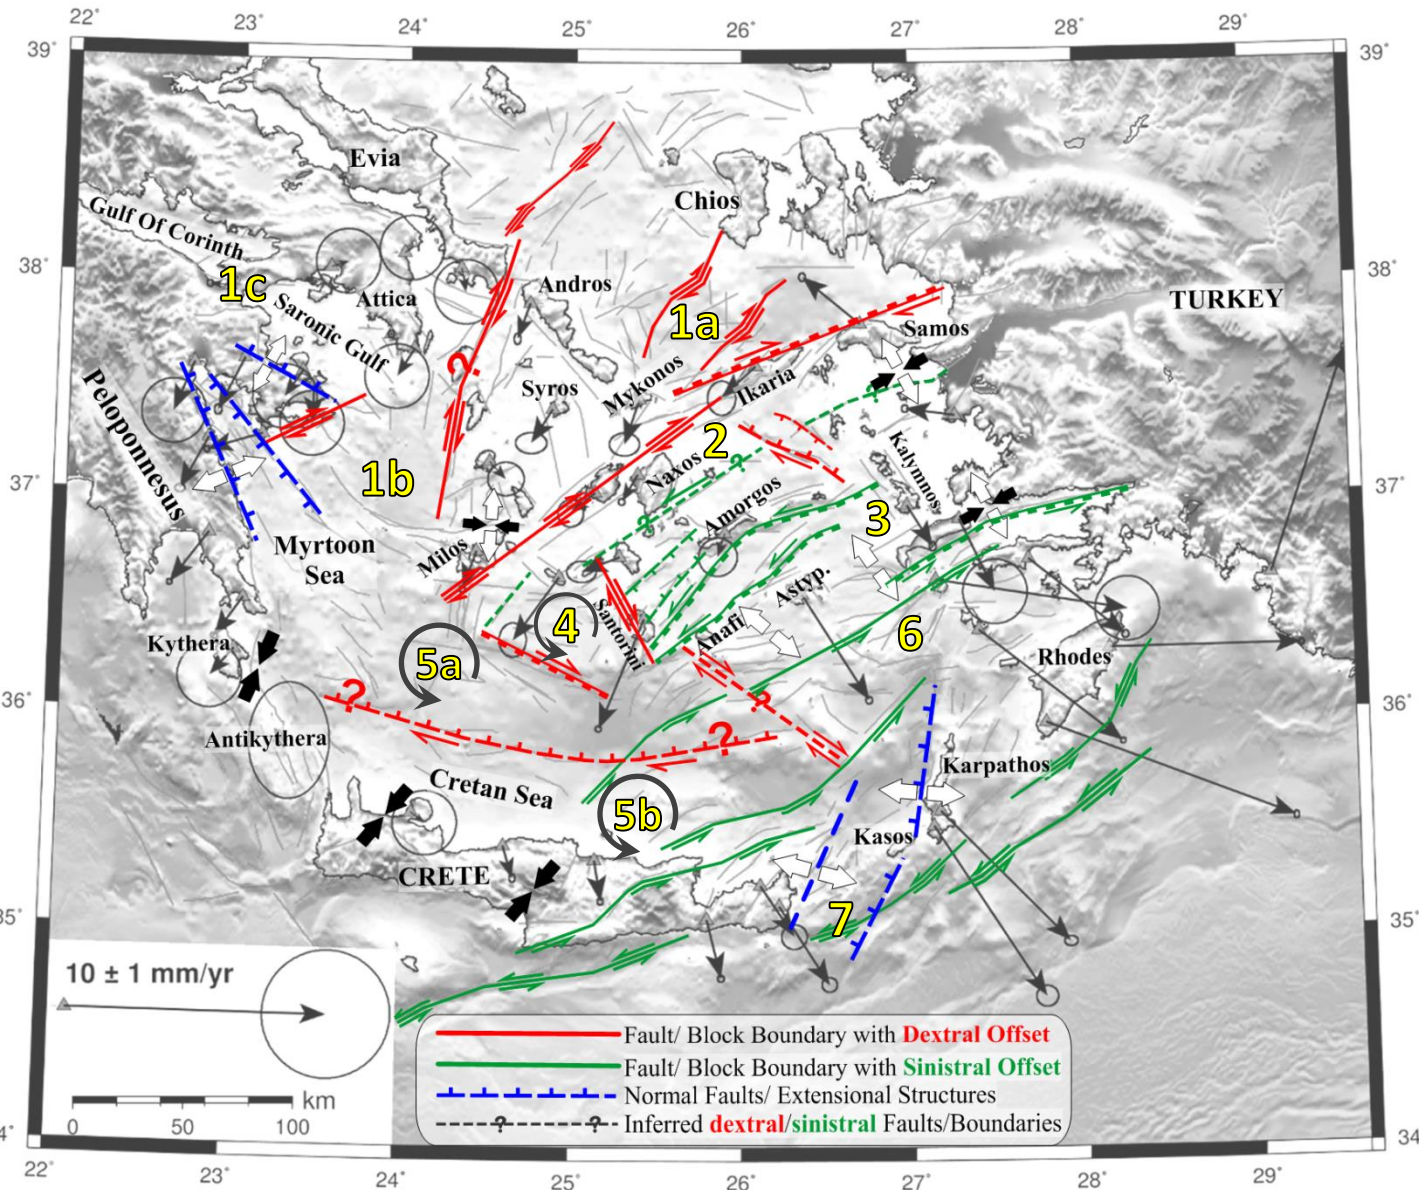 22° 23° 24° 25° 26° 27° 28° 29°
39° 39°
Evia
Chios
Gulf Of Corinth
38° 38°
1c
Andros
Attica
TURKEY
Saronic Gulf
1a
Samos
?
Mykonos
Peloponnesus
Syros
Ikaria
?
2
Kalymnos
Naxos
?
37° 37°
1b
Amorgos
3
?
Myrtoon
Sea
Milos
Astyp.
Santorini
4
Anafi
6
Kythera
5a
Rhodes
36° 36°
?
?
Antikythera
?
Karpathos
Cretan Sea
5b
Kasos
CRETE
7
35° 35°
10 ± 1 mm/yr
Fault/ Block Boundary with Dextral Offset
Fault/ Block Boundary with Sinistral Offset
Normal Faults/ Extensional Structures
? ? Inferred dextral/sinistral Faults/Boundaries
km
0 50 100
4° 34
22° 23° 24° 25° 26° 27° 28° 29°